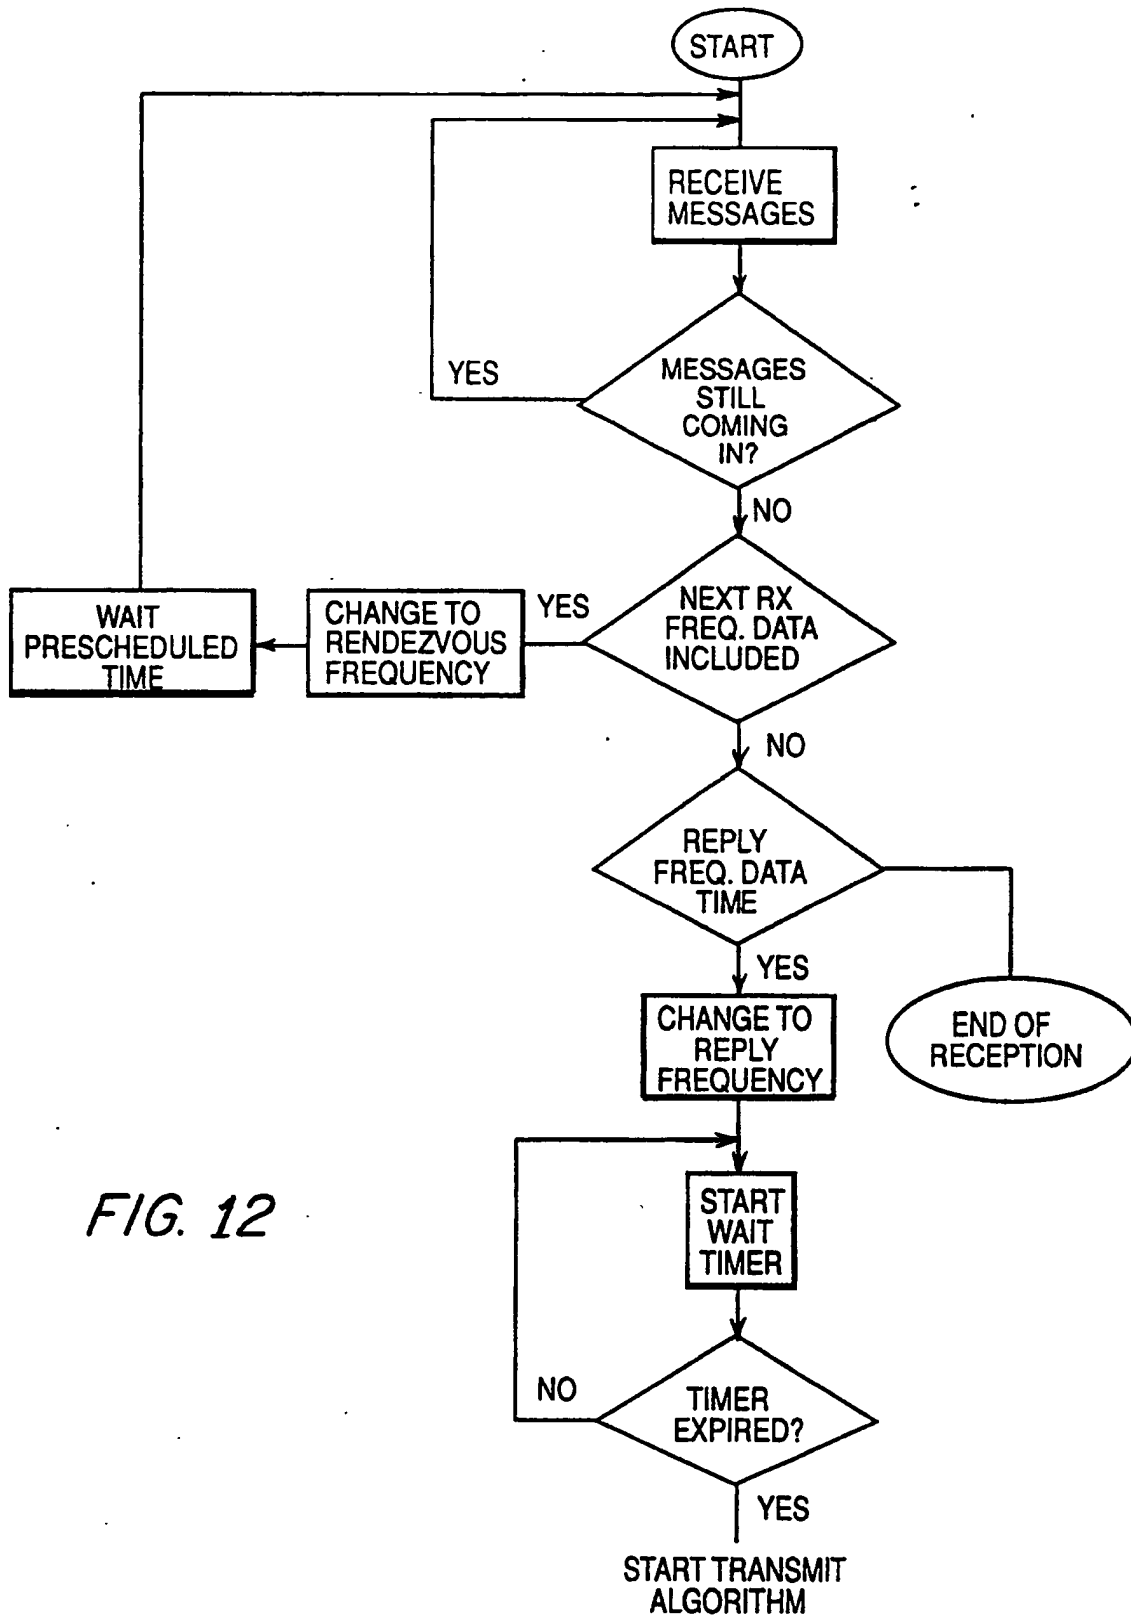 START
RECEIVE
MESSAGES
YES
MESSAGES
STILL
COMING
IN?
NO
WAIT
PRESCHEDULED
TIME
CHANGE TO
RENDEZVOUS
FREQUENCY
YES
NEXT RX
FREQ. DATA
INCLUDED
NO
REPLY
FREQ. DATA
TIME
YES
CHANGE TO
REPLY
FREQUENCY
END OF
RECEPTION
FIG. 12
START
WAIT
TIMER
NO
TIMER
EXPIRED?
YES
START TRANSMIT
ALGORITHM